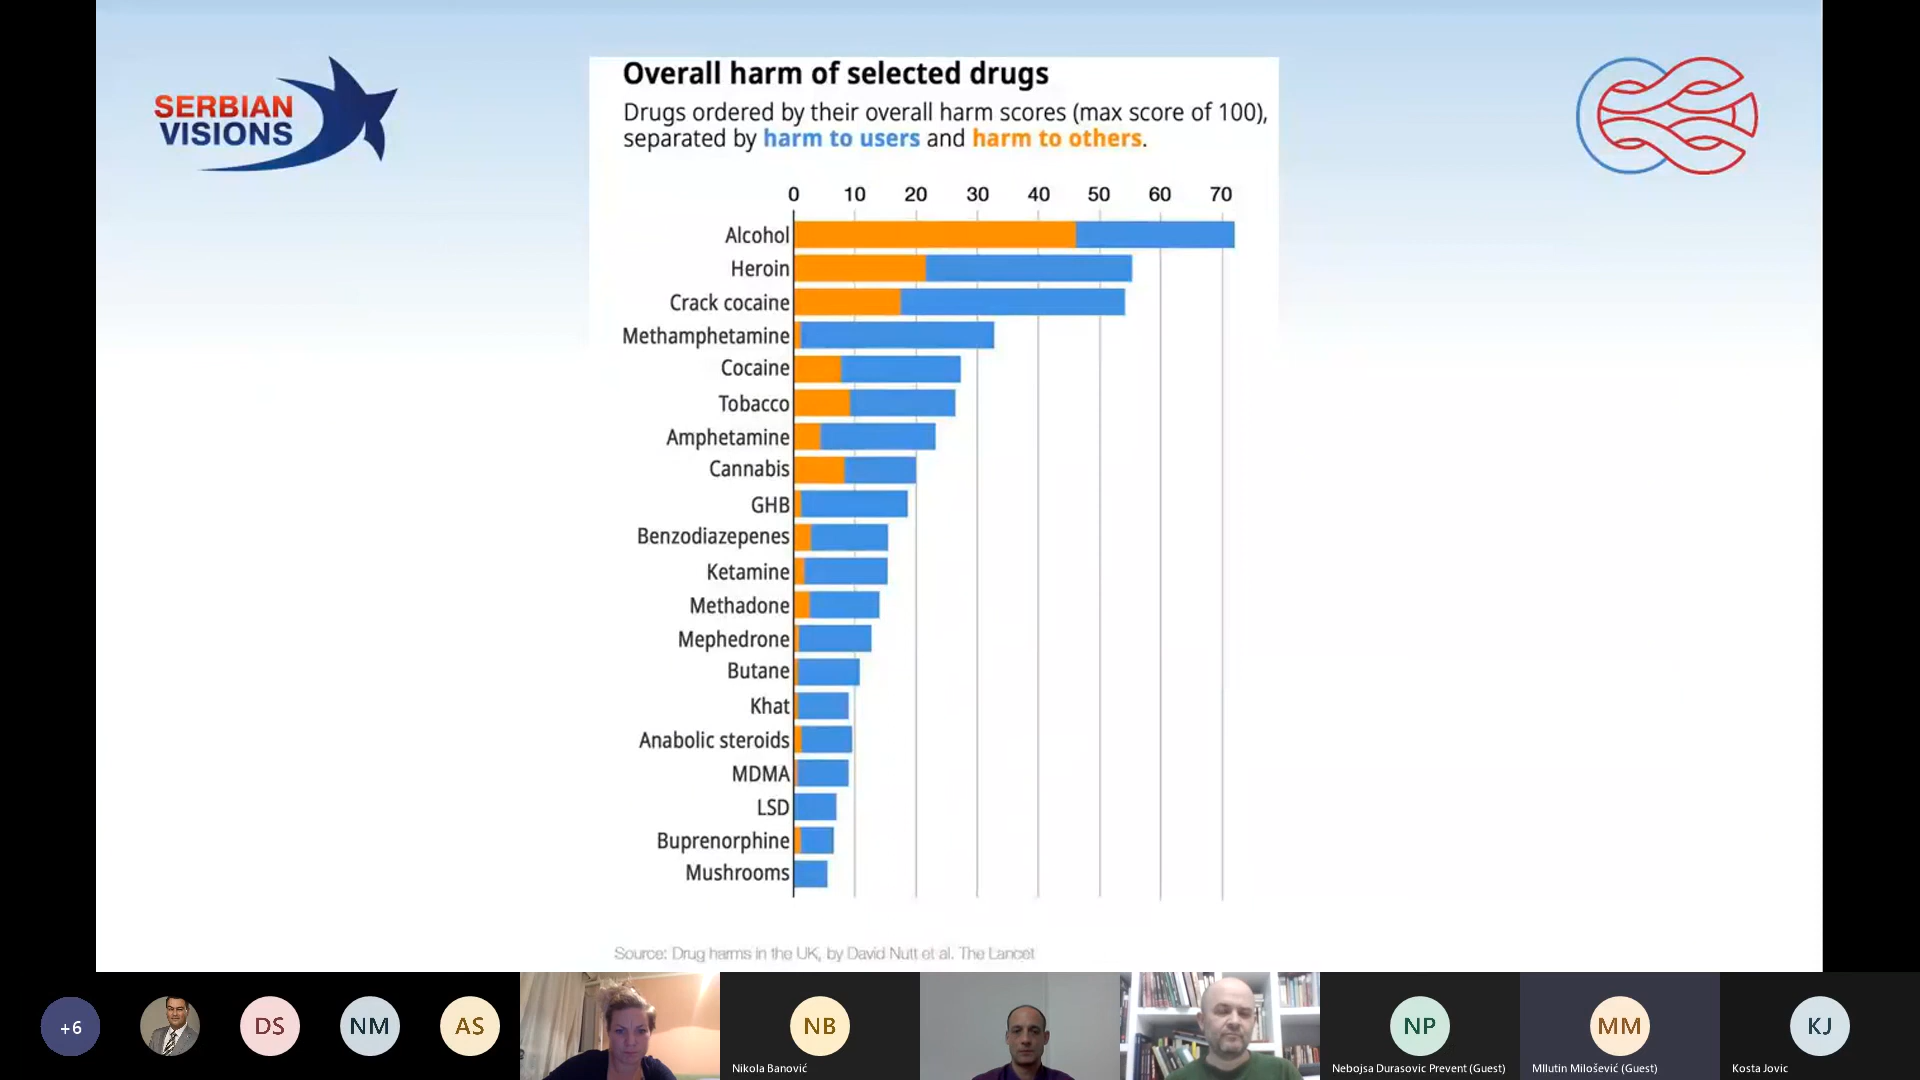 SERBIAN
VISIONS
Overall harm of selected drugs
Drugs ordered by their overall harm scores (max score of 100),
separated by harm to users and harm to others.
0 10 20 30 40 50 60 70
Alcohol
Heroin
Crack cocaine
Methamphetamine
Cocaine
Tobacco
Amphetamine
Cannabis
GHB
Benzodiazepenes
Ketamine
Methadone
Mephedrone
Butane
Khat
Anabolic steroids
MDMA
LSD
Buprenorphine
Mushrooms
Source: Drug harms in the UK, by David Nutt et al. The Lancet
+6
DS
NM
AS
NB
Nikola Banović
NP
Nebojsa Durasovic Prevent (Guest)
MM
MIlutin Milošević (Guest)
KJ
Kosta Jovic